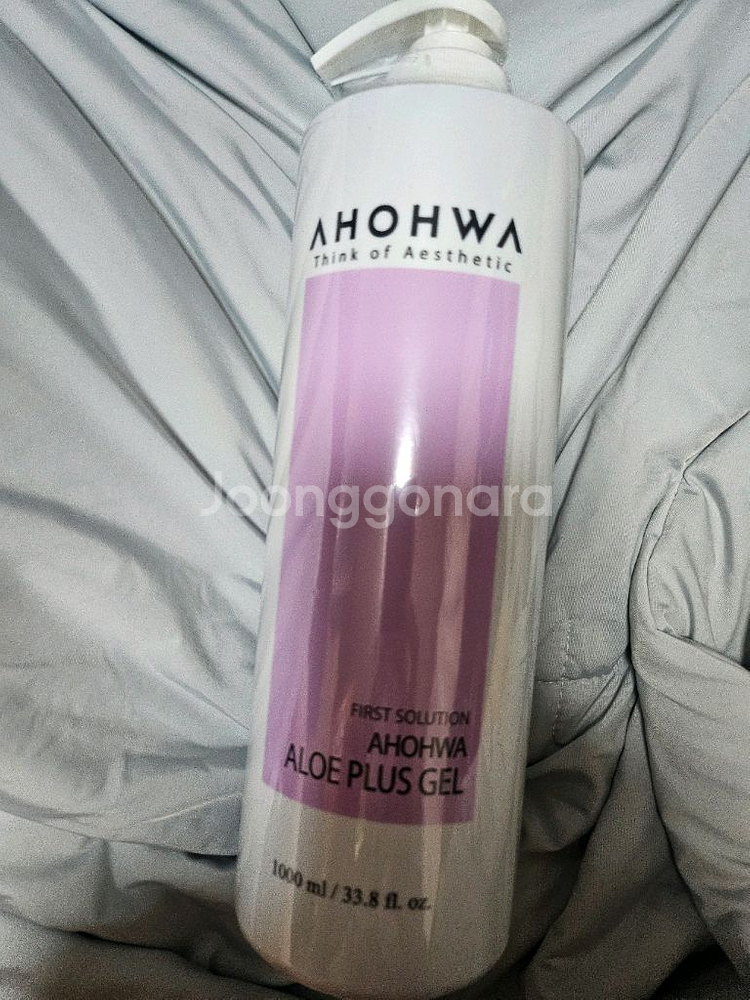 AHOHWA
Think of Aesthetic
Joonggonara
FIRST SOLUTION
AHOHWA
ALOE PLUS GEL
1000 ml / 33.8 fl. oz.